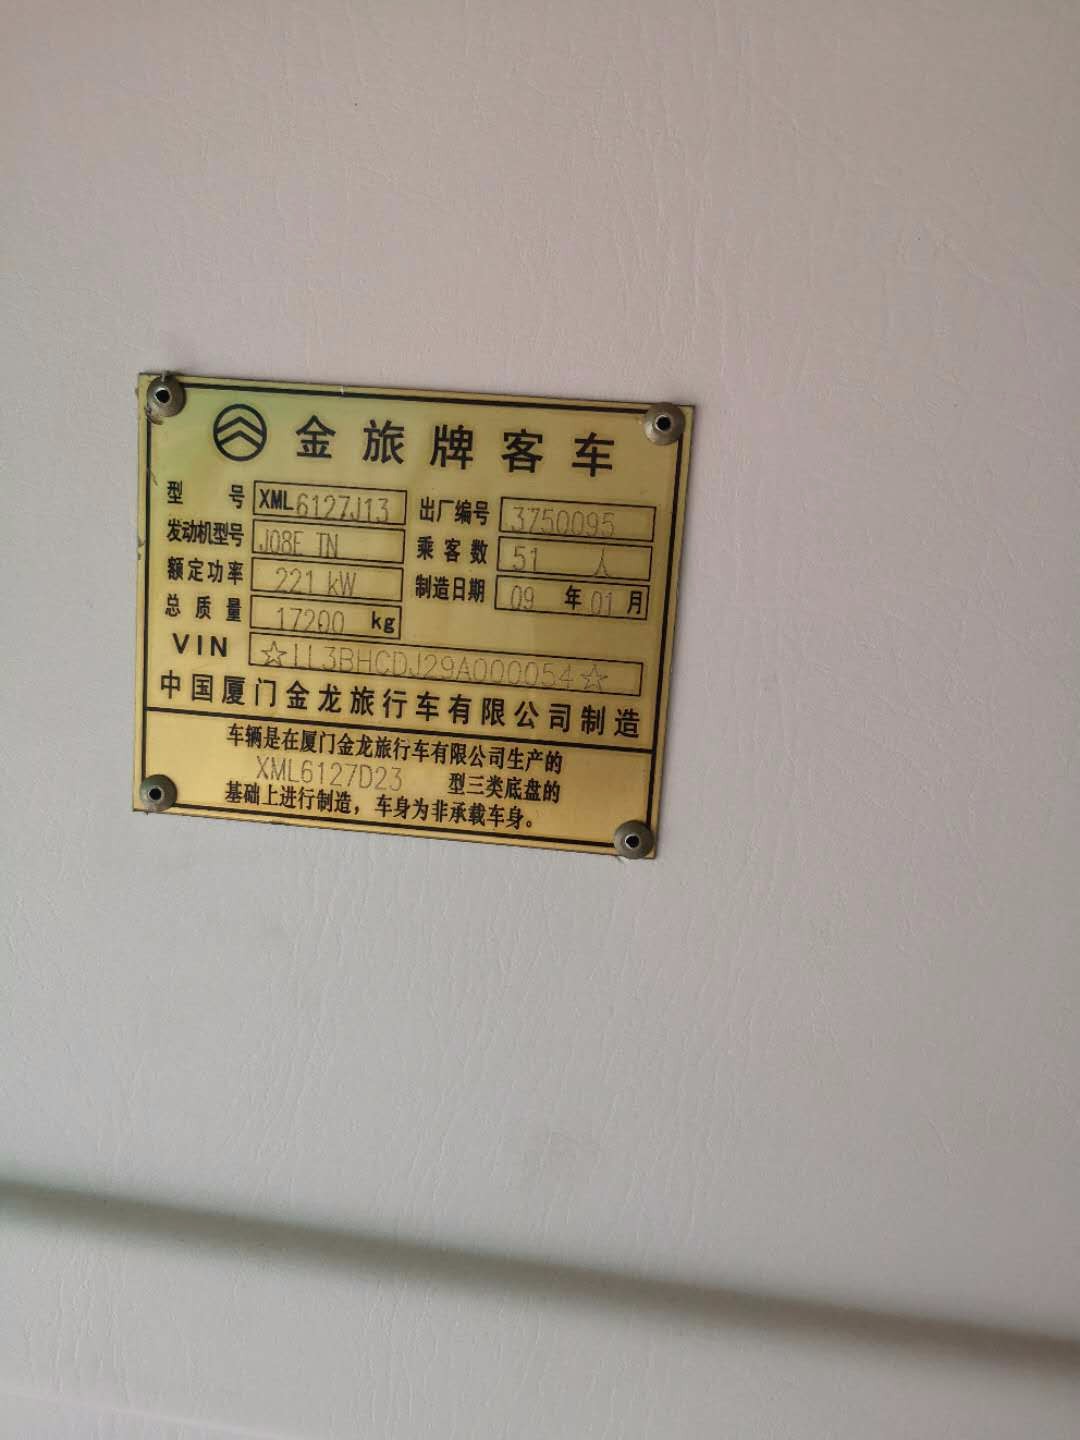 金旅牌客车
型号 XML6127J13 出厂编号 3750095
发动机型号 J08E TN 乘客数 51 人
额定功率 221 kW 制造日期 09 年 01 月
总质量 17200 kg
VIN ☆LL3BHCDJ29A000054☆
中国厦门金龙旅行车有限公司制造
车辆是在厦门金龙旅行车有限公司生产的
XML6127D23 型三类底盘的
基础上进行制造，车身为非承载车身。